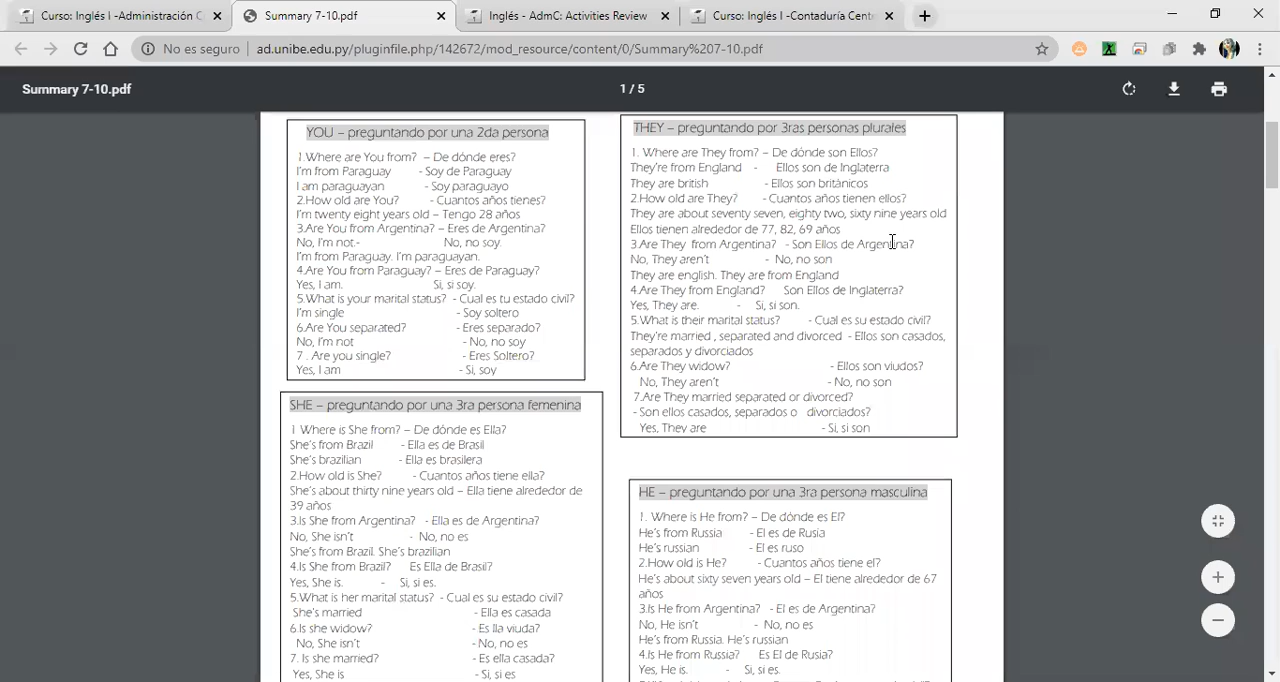 Curso: Inglés I -Administración C
Summary 7-10.pdf
Inglés - AdmC: Activities Review
Curso: Inglés I -Contaduría Cent
No es seguro
ad.unibe.edu.py/pluginfile.php/142672/mod_resource/content/0/Summary%207-10.pdf
Summary 7-10.pdf
1 / 5
YOU – preguntando por una 2da persona
1.Where are You from? – De dónde eres?
I'm from Paraguay - Soy de Paraguay
I am paraguayan - Soy paraguayo
2.How old are You? - Cuantos años tienes?
I'm twenty eight years old – Tengo 28 años
3.Are You from Argentina? – Eres de Argentina?
No, I'm not.- No, no soy.
I'm from Paraguay. I'm paraguayan.
4.Are You from Paraguay? – Eres de Paraguay?
Yes, I am. Si, si soy.
5.What is your marital status? - Cual es tu estado civil?
I'm single - Soy soltero
6.Are You separated? - Eres separado?
No, I'm not - No, no soy
7 . Are you single? - Eres Soltero?
Yes, I am - Si, soy
THEY – preguntando por 3ras personas plurales
1. Where are They from? – De dónde son Ellos?
They're from England - Ellos son de Inglaterra
They are british - Ellos son británicos
2.How old are They? - Cuantos años tienen ellos?
They are about seventy seven, eighty two, sixty nine years old
Ellos tienen alrededor de 77, 82, 69 años
3.Are They from Argentina? - Son Ellos de Argentina?
No, They aren't - No, no son
They are english. They are from England
4.Are They from England? Son Ellos de Inglaterra?
Yes, They are. - Si, si son.
5.What is their marital status? - Cual es su estado civil?
They're married , separated and divorced - Ellos son casados,
separados y divorciados
6.Are They widow? - Ellos son viudos?
No, They aren't - No, no son
7.Are They married separated or divorced?
- Son ellos casados, separados o divorciados?
Yes, They are - Si, si son
SHE – preguntando por una 3ra persona femenina
1 Where is She from? – De dónde es Ella?
She's from Brazil - Ella es de Brasil
She's brazilian - Ella es brasilera
2.How old is She? - Cuantos años tiene ella?
She's about thirty nine years old – Ella tiene alrededor de
39 años
3.Is She from Argentina? - Ella es de Argentina?
No, She isn't - No, no es
She's from Brazil. She's brazilian
4.Is She from Brazil? Es Ella de Brasil?
Yes, She is. - Si, si es.
5.What is her marital status? - Cual es su estado civil?
She's married - Ella es casada
6.Is she widow? - Es lla viuda?
No, She isn't - No, no es
7. Is she married? - Es ella casada?
Yes, She is - Si, si es
HE – preguntando por una 3ra persona masculina
1. Where is He from? – De dónde es El?
He's from Russia - El es de Rusia
He's russian - El es ruso
2.How old is He? - Cuantos años tiene el?
He's about sixty seven years old – El tiene alrededor de 67
años
3.Is He from Argentina? - El es de Argentina?
No, He isn't - No, no es
He's from Russia. He's russian
4.Is He from Russia? Es El de Rusia?
Yes, He is. - Si, si es.